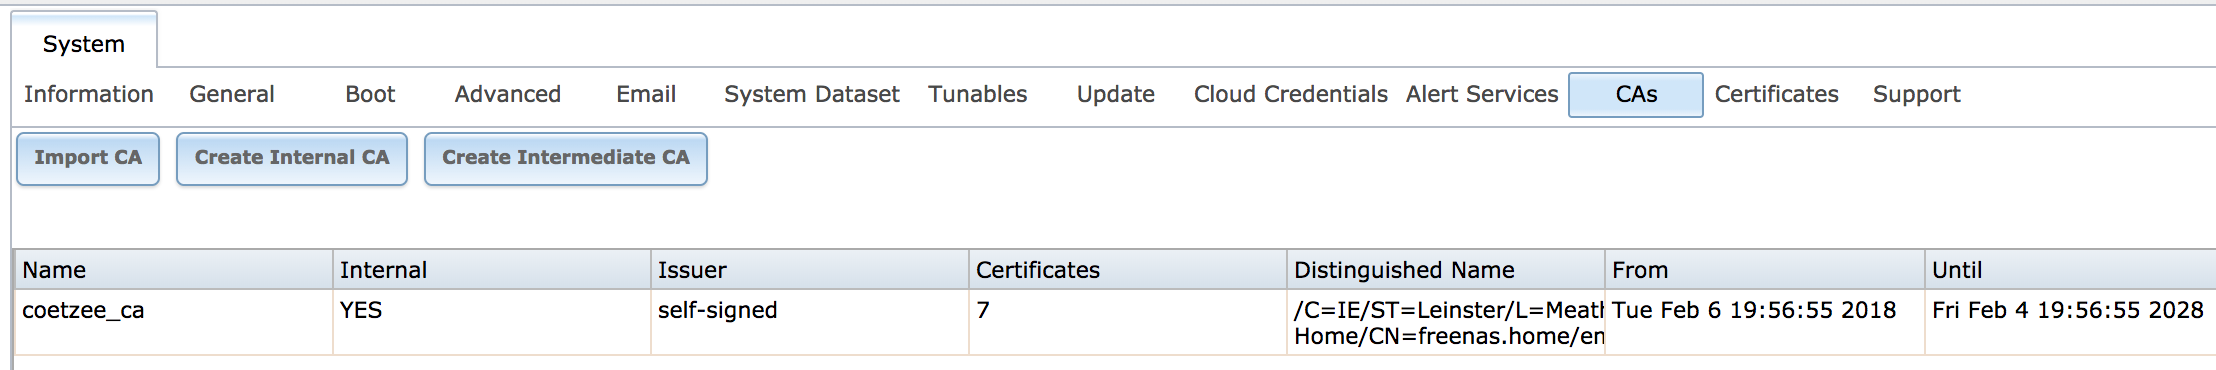 System
Information General Boot Advanced Email System Dataset Tunables Update Cloud Credentials Alert Services CAs Certificates Support
Import CA Create Internal CA Create Intermediate CA
Name Internal Issuer Certificates Distinguished Name From Until
coetzee_ca YES self-signed 7 /C=IE/ST=Leinster/L=Meath Tue Feb 6 19:56:55 2018 Fri Feb 4 19:56:55 2028
Home/CN=freenas.home/en